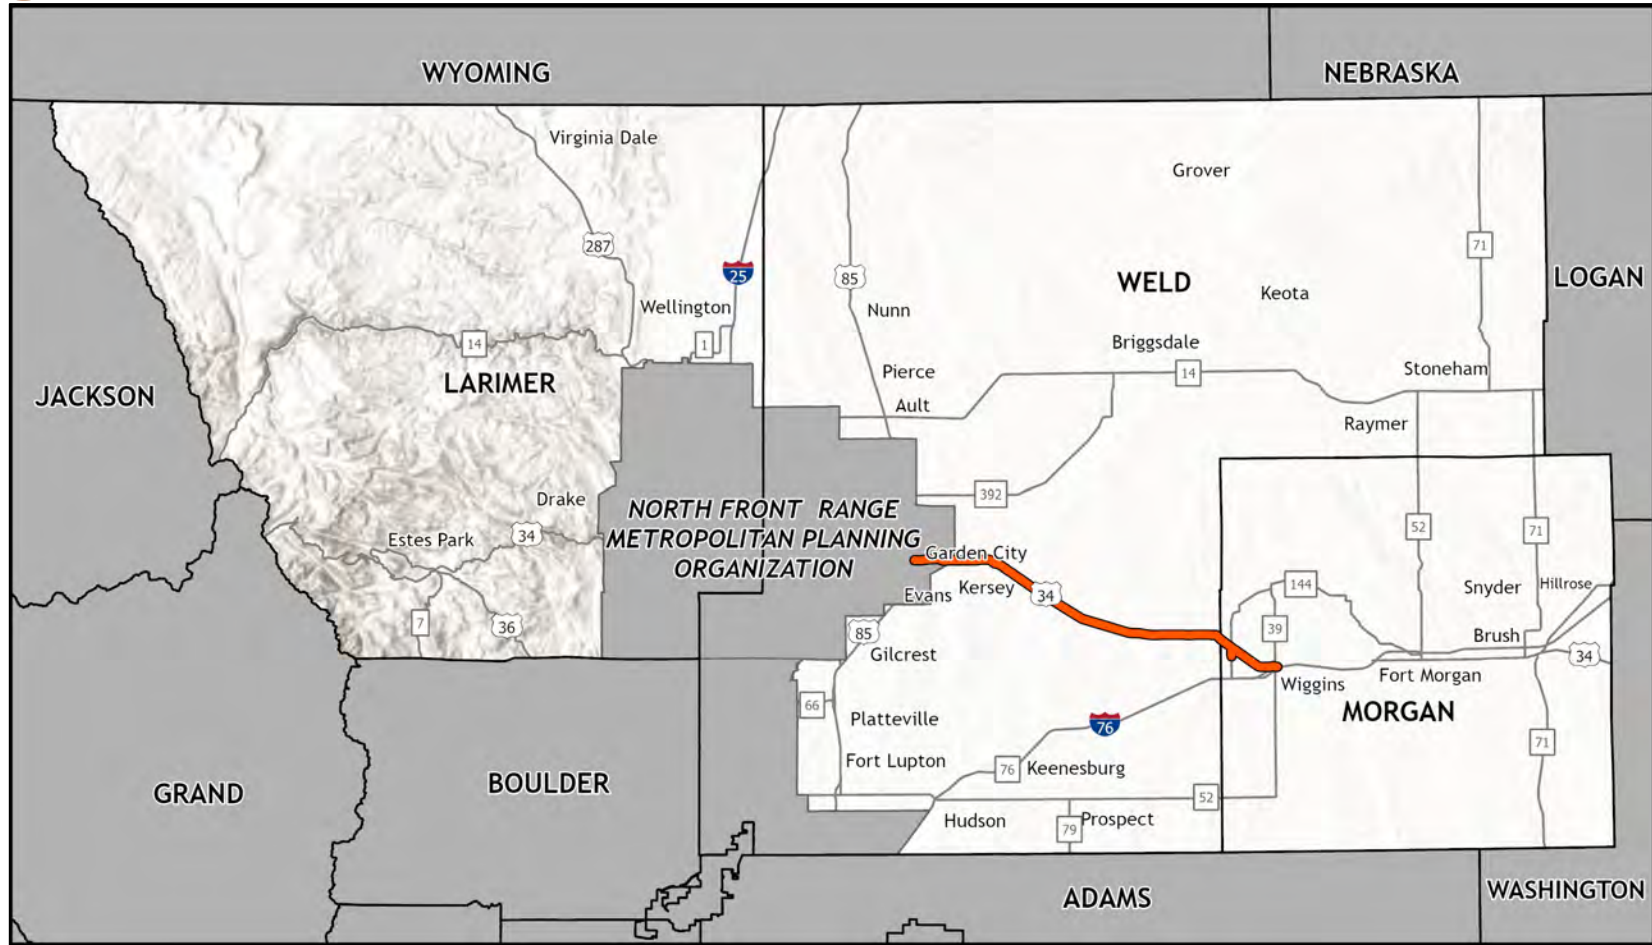 WYOMING
NEBRASKA
Virginia Dale
Grover
287
25
85
71
WELD
LOGAN
Keota
Wellington
Nunn
1
14
Briggsdale
14
Stoneham
Pierce
LARIMER
JACKSON
Ault
Raymer
392
Drake
NORTH FRONT RANGE
METROPOLITAN PLANNING
ORGANIZATION
52
71
34
Estes Park
Garden City
Kersey
34
Evans
144
Snyder
Hillrose
7
36
85
39
Brush
34
Gilcrest
Wiggins
Fort Morgan
66
Platteville
76
MORGAN
71
Fort Lupton
76
Keenesburg
BOULDER
GRAND
52
Hudson
79
Prospect
ADAMS
WASHINGTON